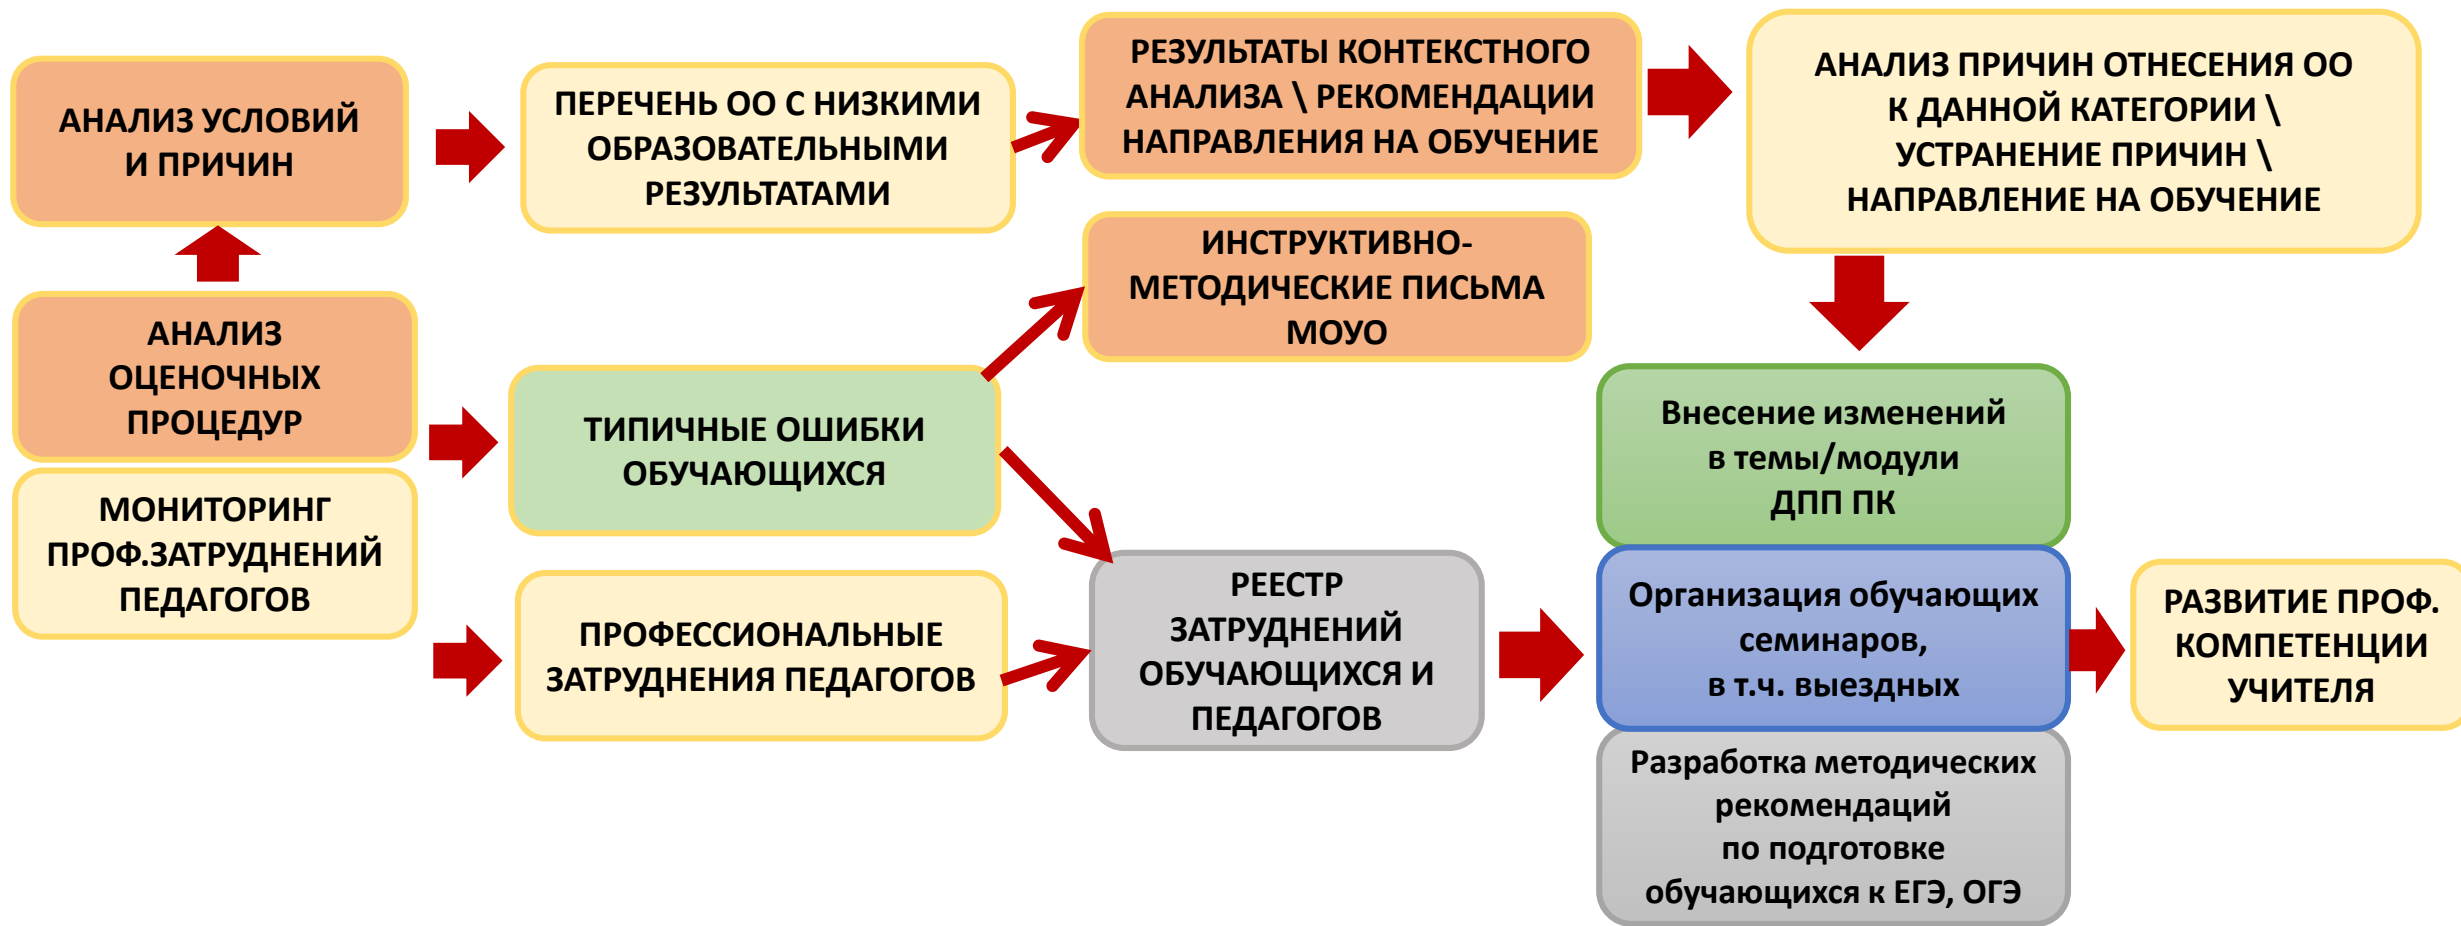 АНАЛИЗ УСЛОВИЙ
И ПРИЧИН
ПЕРЕЧЕНЬ ОО С НИЗКИМИ
ОБРАЗОВАТЕЛЬНЫМИ
РЕЗУЛЬТАТАМИ
РЕЗУЛЬТАТЫ КОНТЕКСТНОГО
АНАЛИЗА \ РЕКОМЕНДАЦИИ
НАПРАВЛЕНИЯ НА ОБУЧЕНИЕ
АНАЛИЗ ПРИЧИН ОТНЕСЕНИЯ ОО
К ДАННОЙ КАТЕГОРИИ \
УСТРАНЕНИЕ ПРИЧИН \
НАПРАВЛЕНИЕ НА ОБУЧЕНИЕ
ИНСТРУКТИВНО-
МЕТОДИЧЕСКИЕ ПИСЬМА
МОУО
АНАЛИЗ
ОЦЕНОЧНЫХ
ПРОЦЕДУР
ТИПИЧНЫЕ ОШИБКИ
ОБУЧАЮЩИХСЯ
МОНИТОРИНГ
ПРОФ.ЗАТРУДНЕНИЙ
ПЕДАГОГОВ
ПРОФЕССИОНАЛЬНЫЕ
ЗАТРУДНЕНИЯ ПЕДАГОГОВ
РЕЕСТР
ЗАТРУДНЕНИЙ
ОБУЧАЮЩИХСЯ И
ПЕДАГОГОВ
Внесение изменений
в темы/модули
ДПП ПК
Организация обучающих
семинаров,
в т.ч. выездных
Разработка методических
рекомендаций
по подготовке
обучающихся к ЕГЭ, ОГЭ
РАЗВИТИЕ ПРОФ.
КОМПЕТЕНЦИИ
УЧИТЕЛЯ